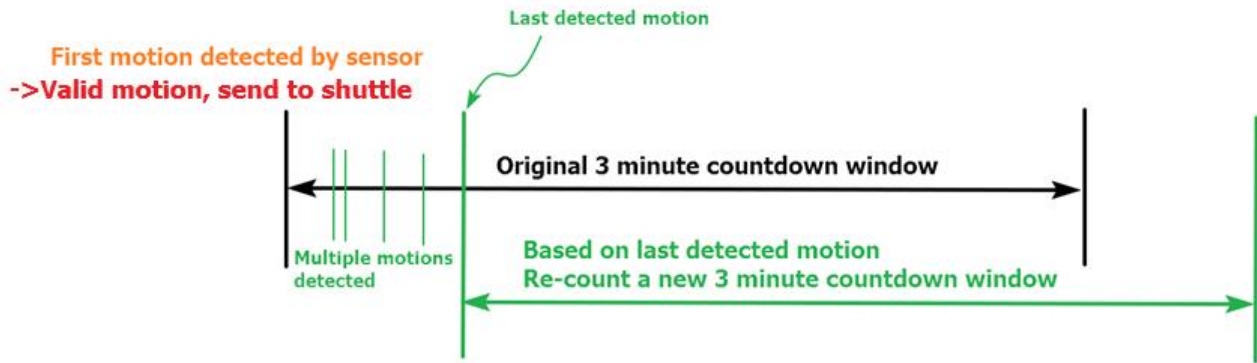 Last detected motion
First motion detected by sensor
->Valid motion, send to shuttle
Original 3 minute countdown window
Multiple motions
detected
Based on last detected motion
Re-count a new 3 minute countdown window